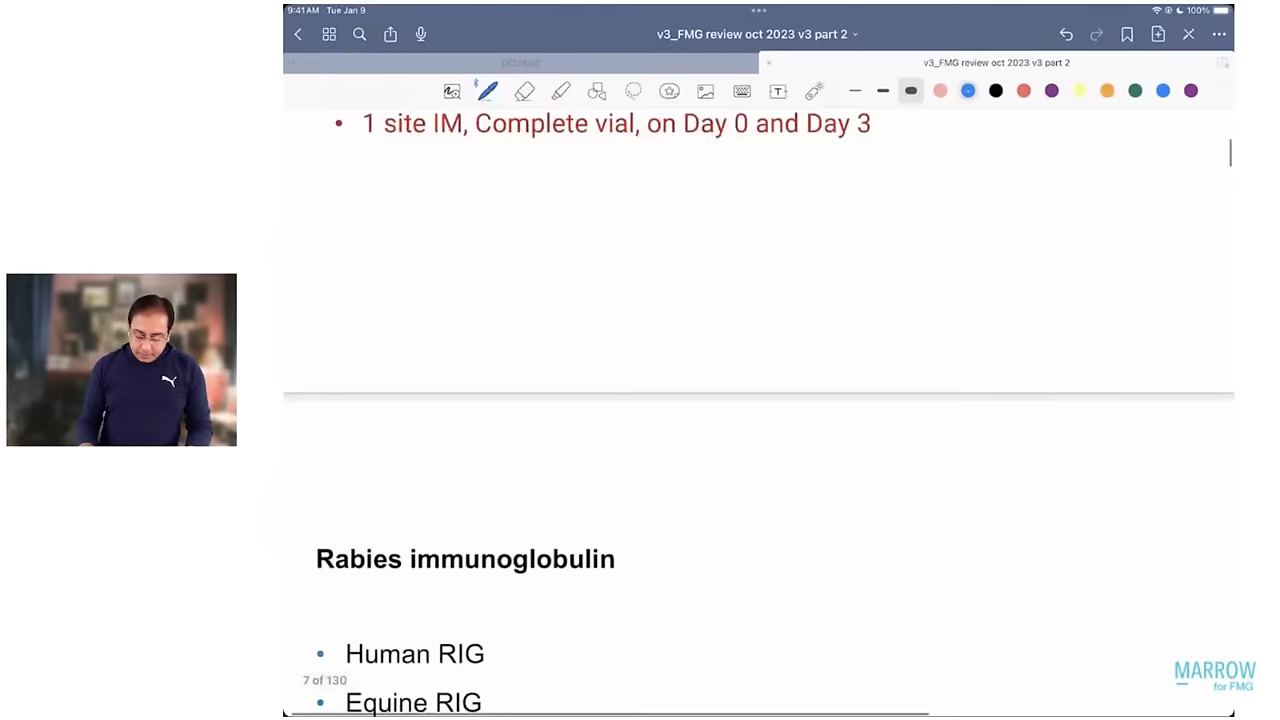 9:41 AM Tue Jan 9
100%
v3_FMG review oct 2023 v3 part 2
v3_FMG review oct 2023 v3 part 2
• 1 site IM, Complete vial, on Day 0 and Day 3
Rabies immunoglobulin
• Human RIG
7 of 130
• Equine RIG
MARROW
for FMG